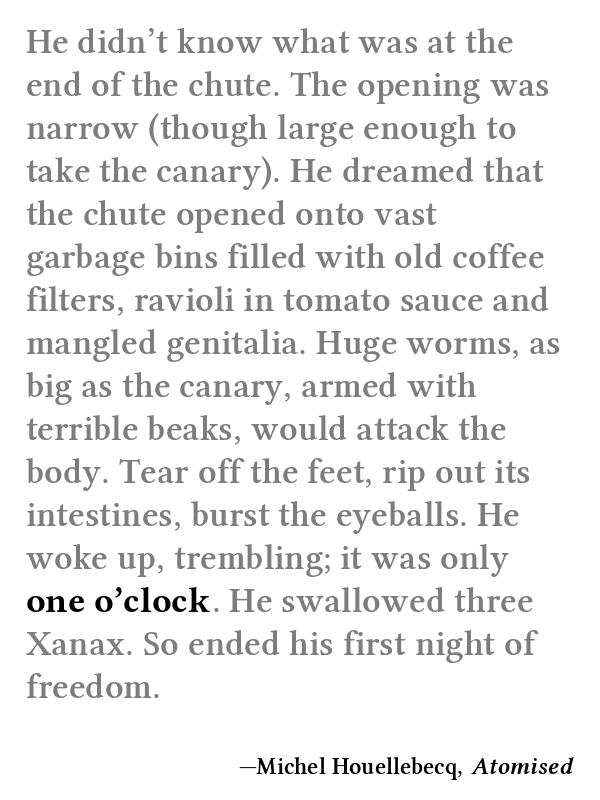 He didn’t know what was at the
end of the chute. The opening was
narrow (though large enough to
take the canary). He dreamed that
the chute opened onto vast
garbage bins filled with old coffee
filters, ravioli in tomato sauce and
mangled genitalia. Huge worms, as
big as the canary, armed with
terrible beaks, would attack the
body. Tear off the feet, rip out its
intestines, burst the eyeballs. He
woke up, trembling; it was only
one o’clock. He swallowed three
Xanax. So ended his first night of
freedom.
—Michel Houellebecq, Atomised